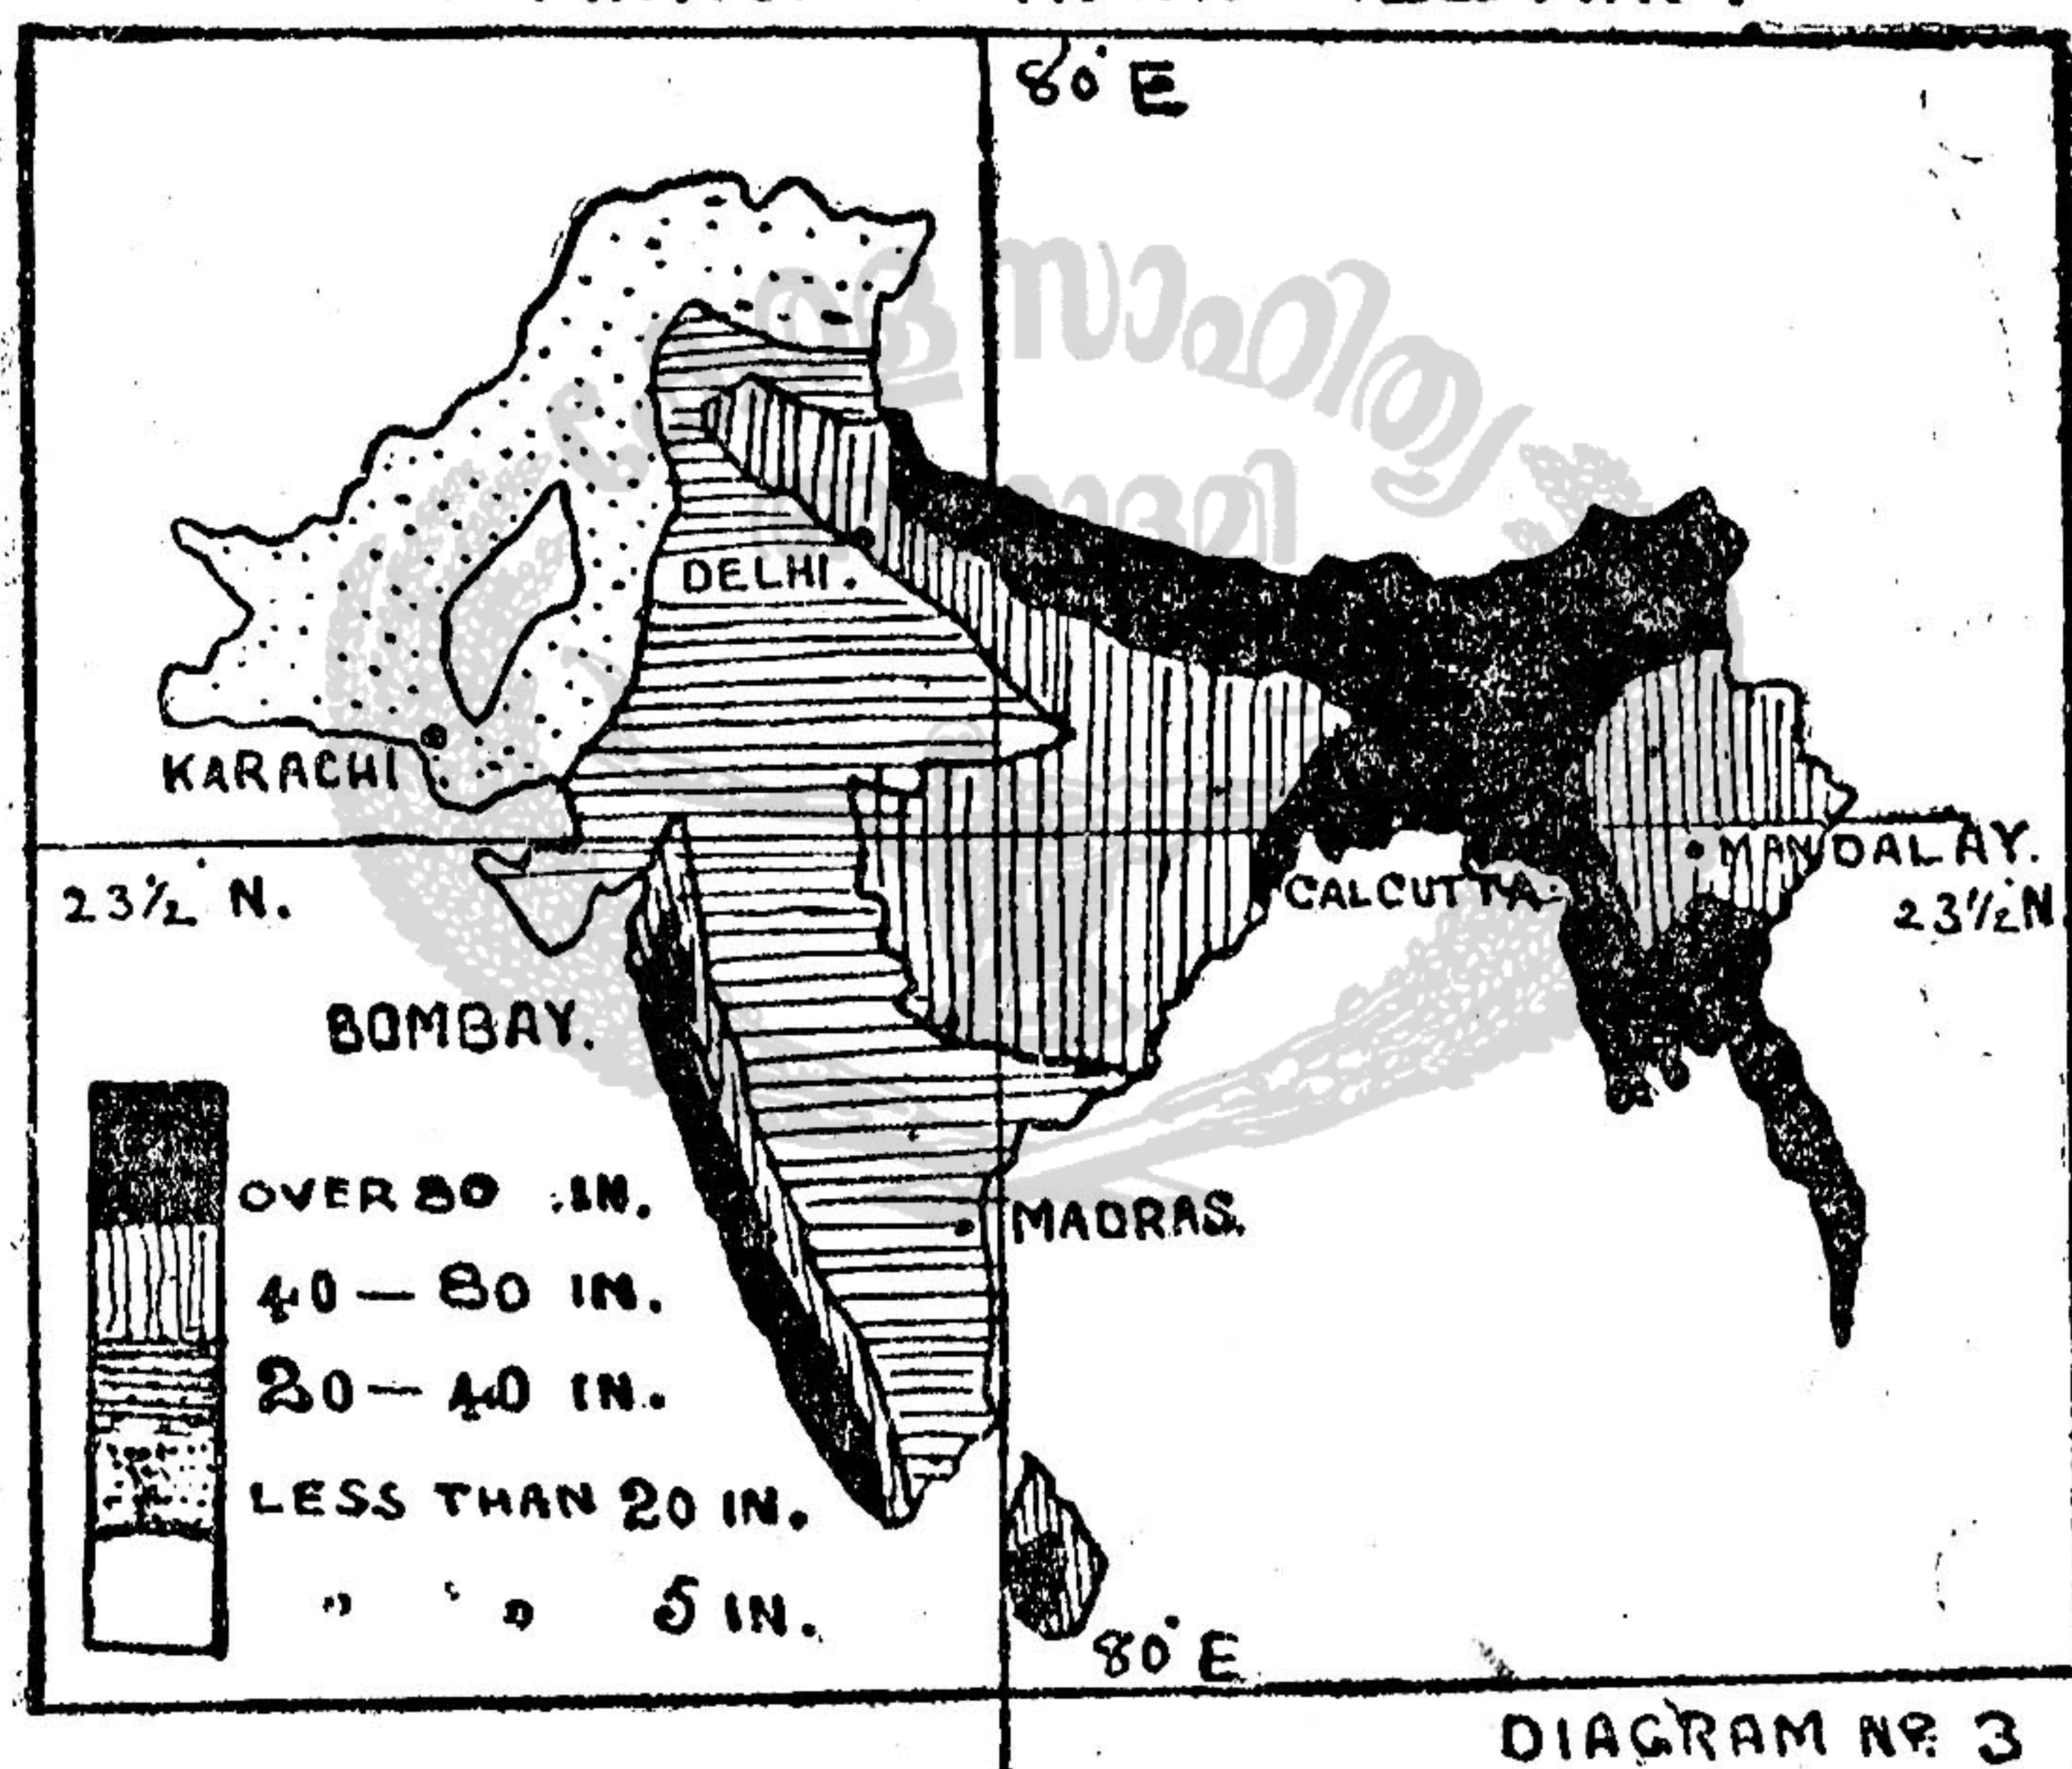 80° E
DELHI.
KARACHI
MANDALAY.
CALCUTTA
23½° N.
23½° N
BOMBAY.
OVER 80 IN.
MADRAS.
40 — 80 IN.
20 — 40 IN.
LESS THAN 20 IN.
" " 5 IN.
80° E
DIAGRAM No. 3